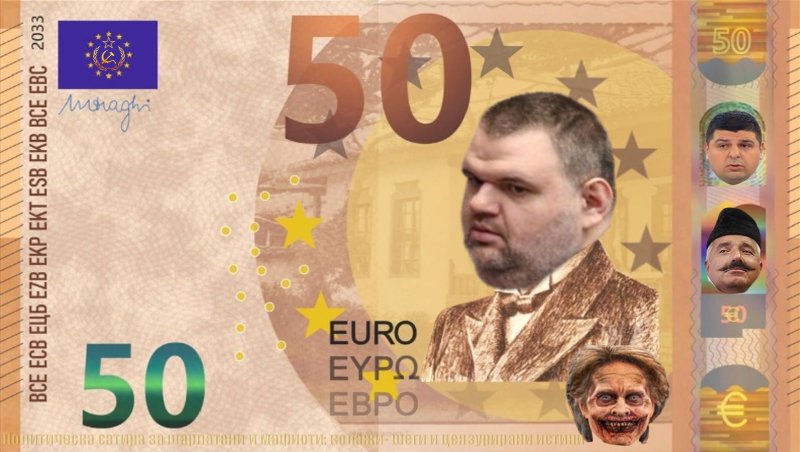 50
50
2033
BCE ECB ЕЦБ EZB EKP EKT ESB EKB BCE EBC
50
EURO
ΕΥΡΩ
ЕВРО
50
€
Политическа сатира за шарлатани и мафиоти: колажи- шеги и цензурирани истини